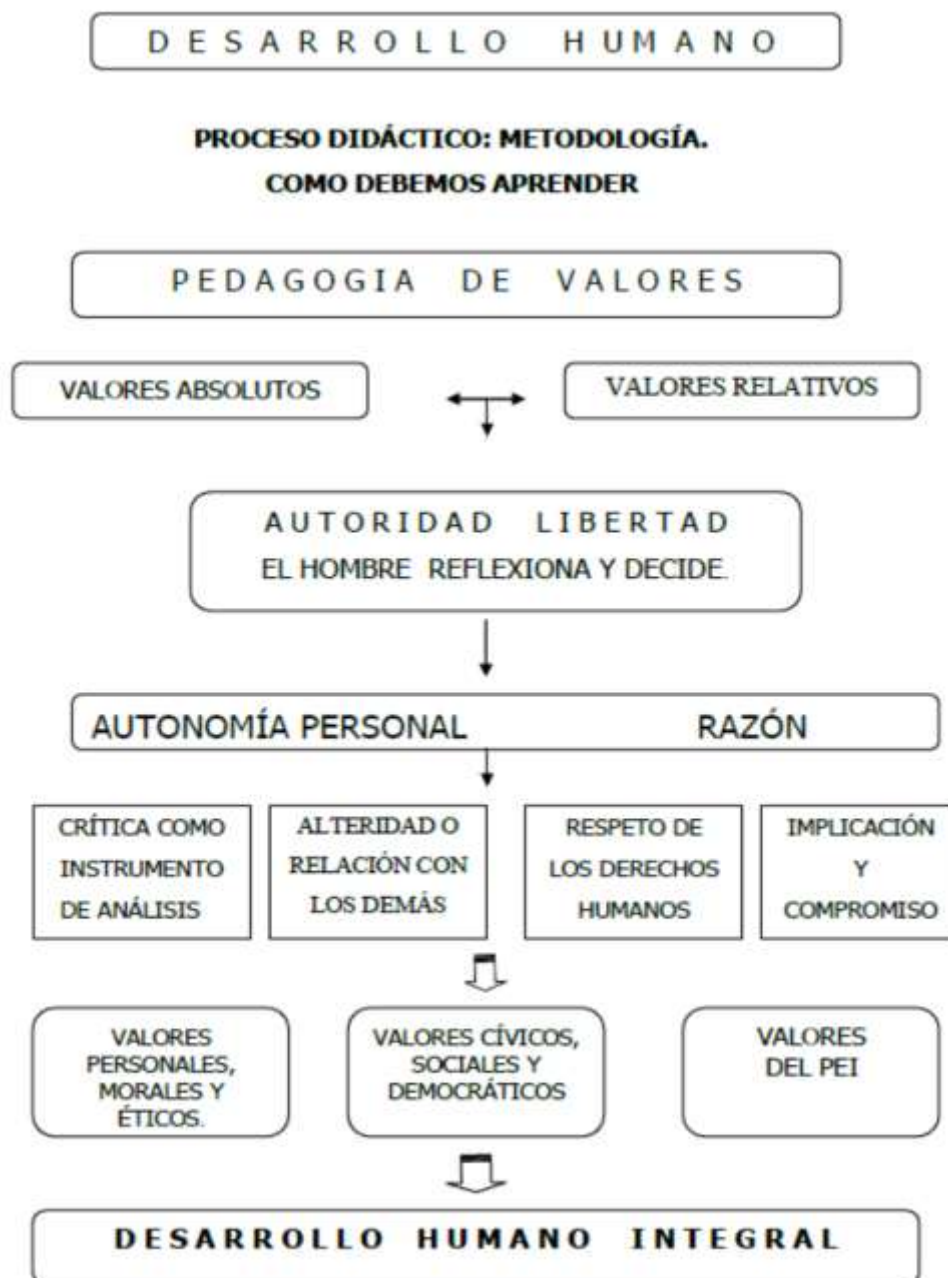 DESARROLLO HUMANO
PROCESO DIDÁCTICO: METODOLOGÍA.
COMO DEBEMOS APRENDER
PEDAGOGIA DE VALORES
VALORES ABSOLUTOS
VALORES RELATIVOS
AUTORIDAD LIBERTAD
EL HOMBRE REFLEXIONA Y DECIDE.
AUTONOMÍA PERSONAL RAZÓN
CRÍTICA COMO
INSTRUMENTO
DE ANÁLISIS
ALTERIDAD O
RELACIÓN CON
LOS DEMÁS
RESPETO DE
LOS DERECHOS
HUMANOS
IMPLICACIÓN
Y
COMPROMISO
VALORES
PERSONALES,
MORALES Y
ÉTICOS.
VALORES CÍVICOS,
SOCIALES Y
DEMOCRÁTICOS
VALORES
DEL PEI
DESARROLLO HUMANO INTEGRAL